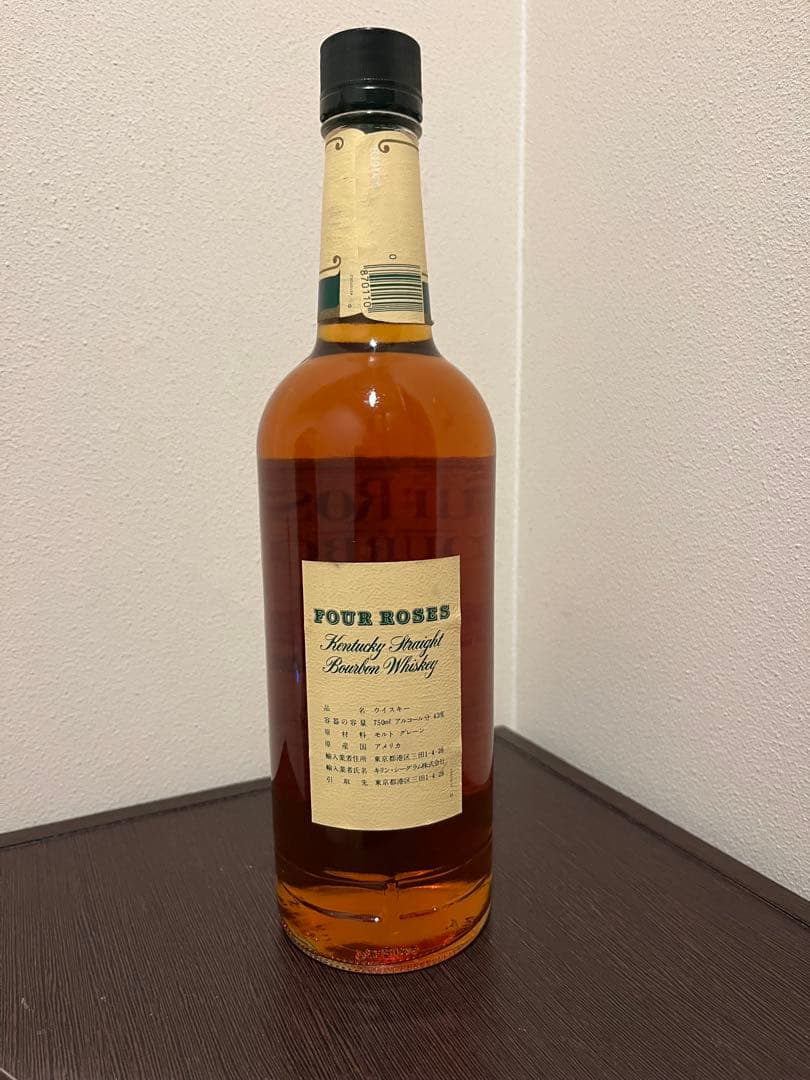 0
870110
FOUR ROSES
Kentucky Straight
Bourbon Whiskey
品名 ウイスキー
容器の容量 750ml アルコール分 43%
原材料 モルト グレーン
原産国 アメリカ
輸入業者住所 東京都港区三田1-4-28
輸入業者氏名 キリン・シーグラム株式会社
引取先 東京都港区三田1-4-28